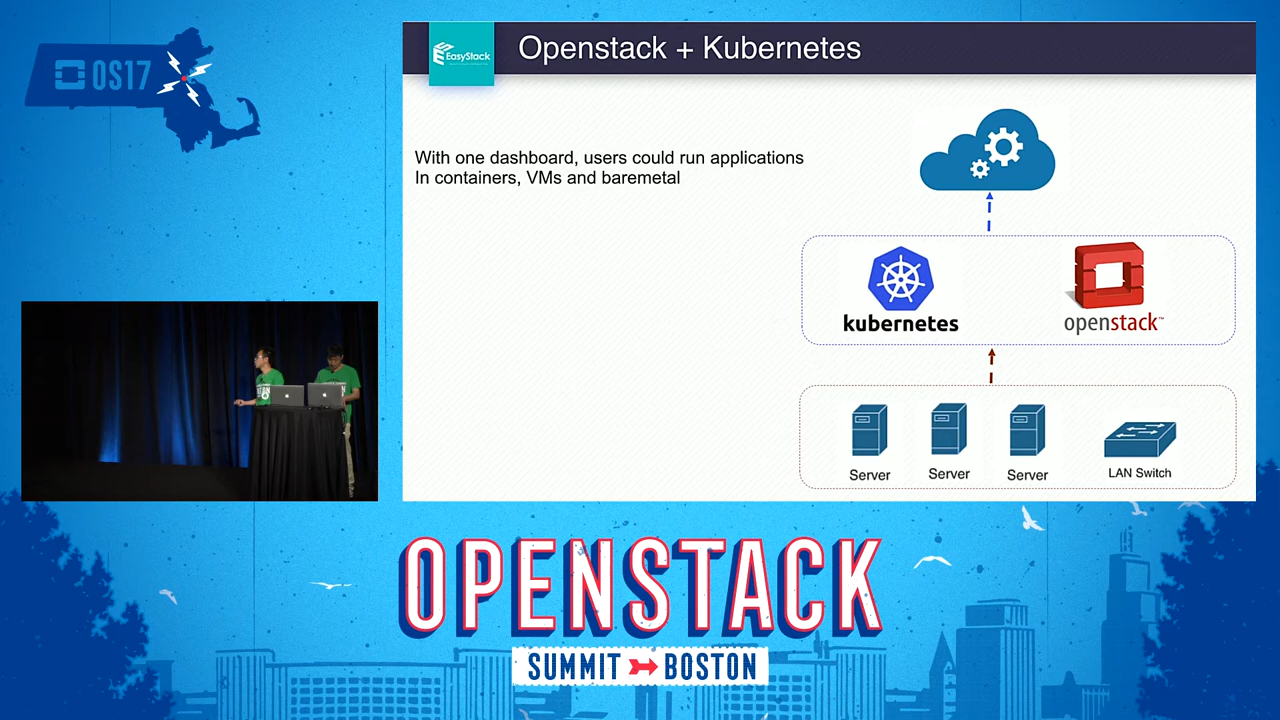 OS17
EasyStack
Openstack + Kubernetes
With one dashboard, users could run applications
In containers, VMs and baremetal
kubernetes
openstack™
Server
Server
Server
LAN Switch
OPENSTACK
SUMMIT BOSTON